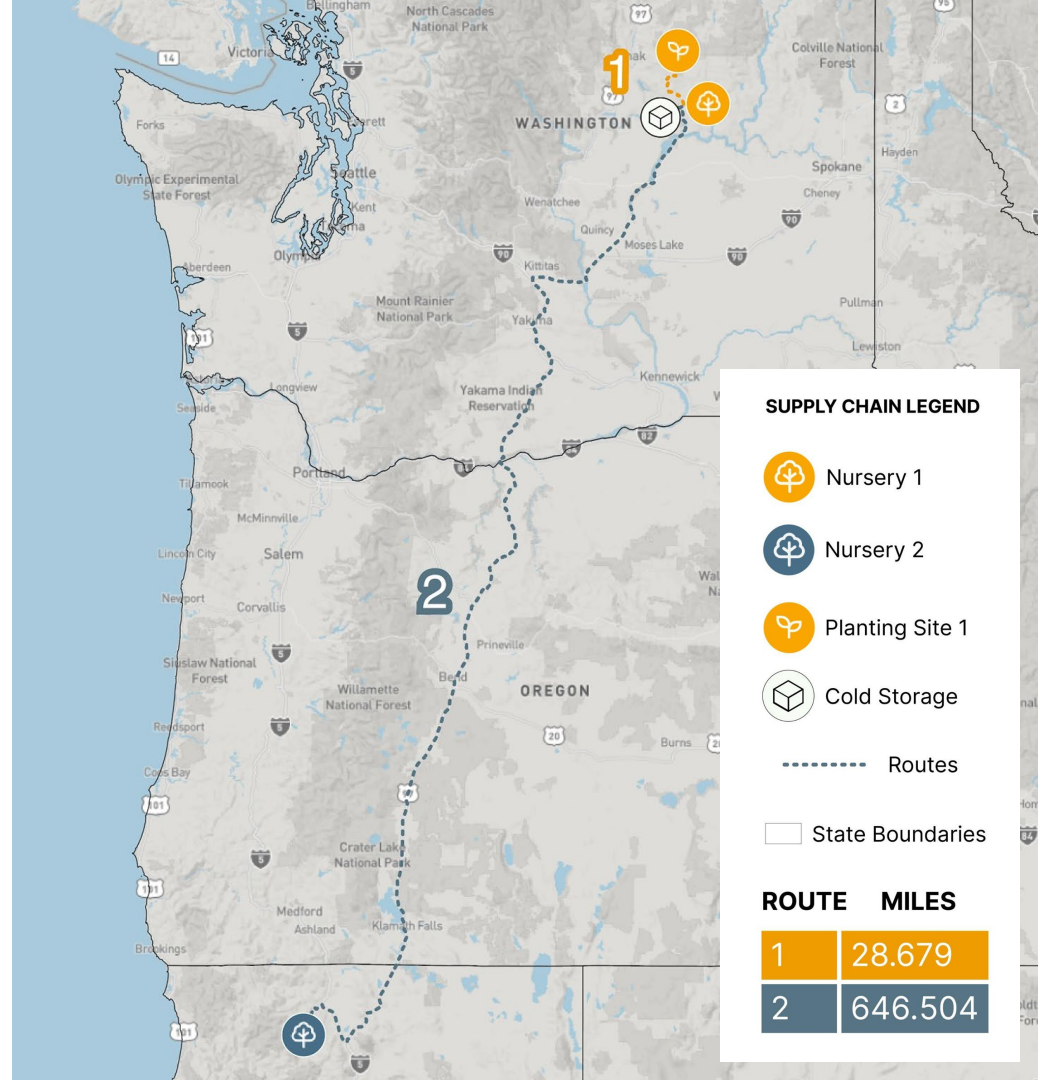 Bellingham
North Cascades
National Park
97
95
14
Victoria
5
Colville National
Forest
1
97
2
Forks
WASHINGTON
Hayden
Spokane
Olympic Experimental
State Forest
Seattle
Cheney
Kent
Wenatchee
90
Quincy
Moses Lake
90
90
Olympia
Aberdeen
Kittitas
Mount Rainier
National Park
Pullman
Yakima
5
101
Lewiston
Kennewick
Astoria
Longview
Yakama Indian
Reservation
Seaside
82
84
84
Portland
Tillamook
McMinnville
Lincoln City
Salem
2
Newport
Corvallis
Prineville
5
Siuslaw National
Forest
Bend
Willamette
National Forest
OREGON
Reedsport
5
20
Burns
Coos Bay
97
101
Crater Lake
National Park
5
101
Medford
Ashland
Klamath Falls
Brookings
101
5
84
SUPPLY CHAIN LEGEND
Nursery 1
Nursery 2
Planting Site 1
Cold Storage
Routes
State Boundaries
ROUTE MILES
1 28.679
2 646.504